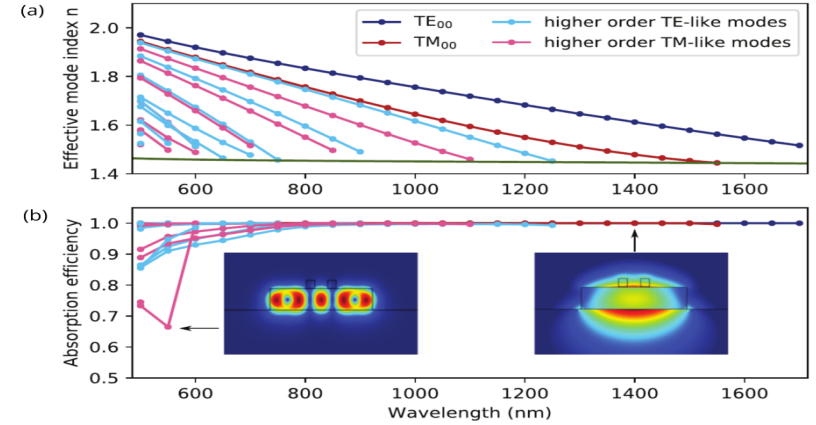 (a)
Effective mode index n
2.0
1.8
1.6
1.4
TE₀₀
TM₀₀
higher order TE-like modes
higher order TM-like modes
600
800
1000
1200
1400
1600
(b)
Absorption efficiency
1.0
0.9
0.8
0.7
0.6
0.5
600
800
1000
1200
1400
1600
Wavelength (nm)